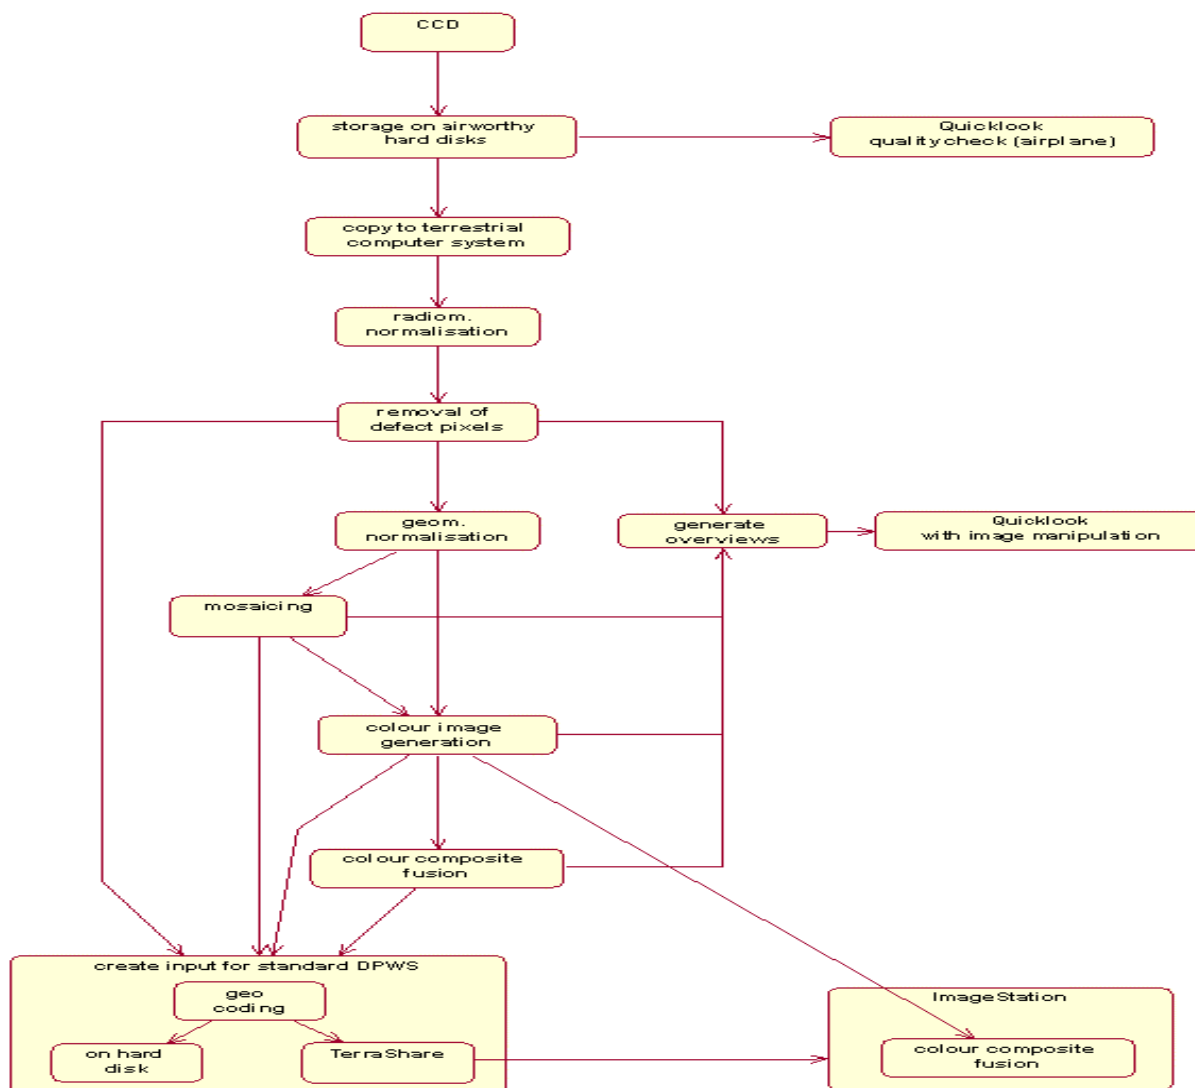 CCD
storage on airworthy
hard disks
Quicklook
qualitycheck (airplane)
copy to terrestrial
computer system
radiom.
normalisation
removal of
defect pixels
geom.
normalisation
generate
overviews
Quicklook
with image manipulation
mosaicing
colour image
generation
colour composite
fusion
create input for standard DPWS
geo
coding
on hard
disk
TerraShare
ImageStation
colour composite
fusion